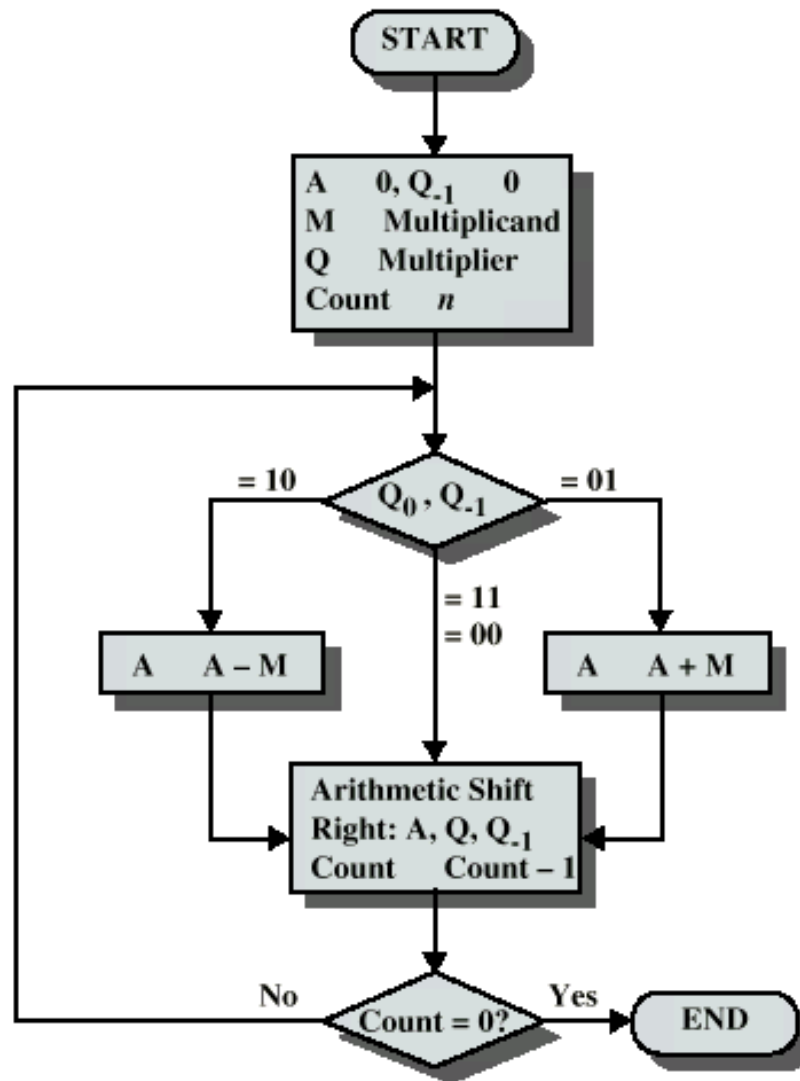 START
A 0, Q-1 0
M Multiplicand
Q Multiplier
Count n
= 10
Q0 , Q-1
= 01
= 11
= 00
A A – M
A A + M
Arithmetic Shift
Right: A, Q, Q-1
Count Count – 1
No
Count = 0?
Yes
END